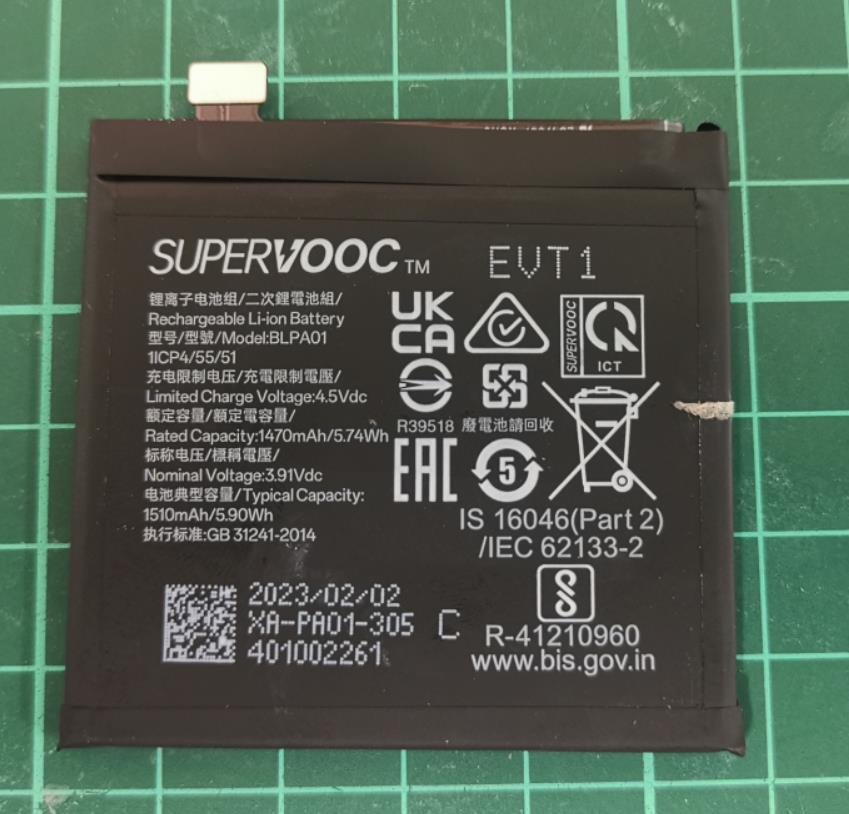 SUPERVOOC™
EVT1
锂离子电池组/二次鋰電池組/
Rechargeable Li-ion Battery
型号/型號/Model:BLPA01
1ICP4/55/51
充电限制电压/充電限制電壓/
Limited Charge Voltage:4.5Vdc
额定容量/額定電容量/
Rated Capacity:1470mAh/5.74Wh
标称电压/標稱電壓/
Nominal Voltage:3.91Vdc
电池典型容量/Typical Capacity:
1510mAh/5.90Wh
执行标准:GB 31241-2014
UK
CA
SUPERVOOC
ICT
R39518
廢電池請回收
EAC
5
IS 16046(Part 2)
/IEC 62133-2
R-41210960
www.bis.gov.in
2023/02/02
XA-PA01-305
401002261
C